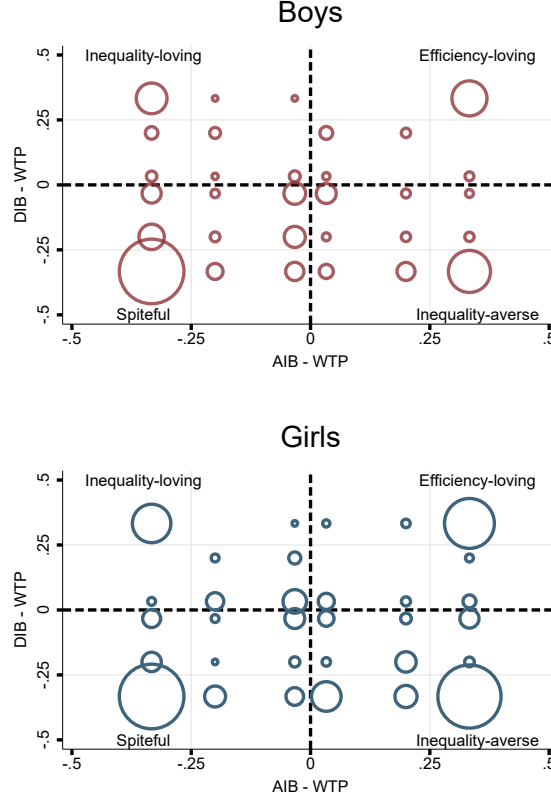 Boys
Inequality-loving
Efficiency-loving
.5
.25
0
-.25
-.5
DIB - WTP
Spiteful
Inequality-averse
-.5
-.25
0
.25
.5
AIB - WTP
Girls
Inequality-loving
Efficiency-loving
.5
.25
0
-.25
-.5
DIB - WTP
Spiteful
Inequality-averse
-.5
-.25
0
.25
.5
AIB - WTP